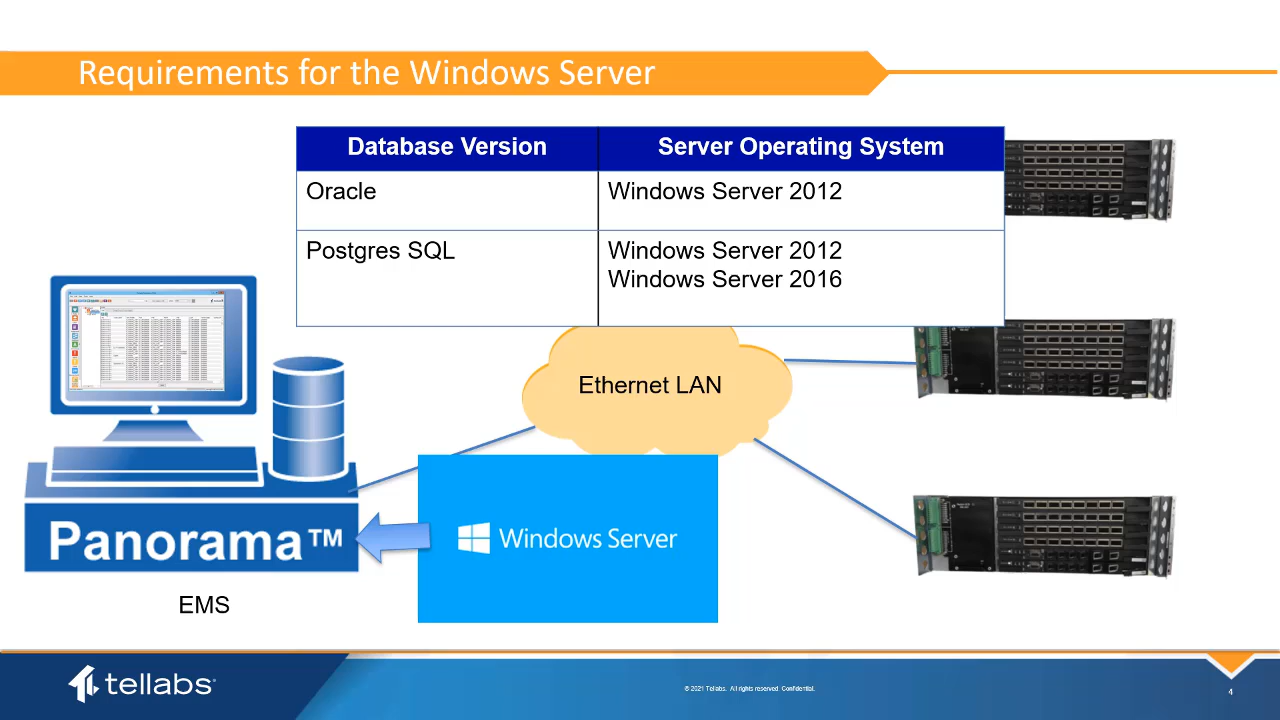 Requirements for the Windows Server
Database Version
Server Operating System
Oracle
Windows Server 2012
Postgres SQL
Windows Server 2012
Windows Server 2016
Ethernet LAN
Panorama™
Windows Server
EMS
tellabs
© 2021 Tellabs. All rights reserved. Confidential.
4